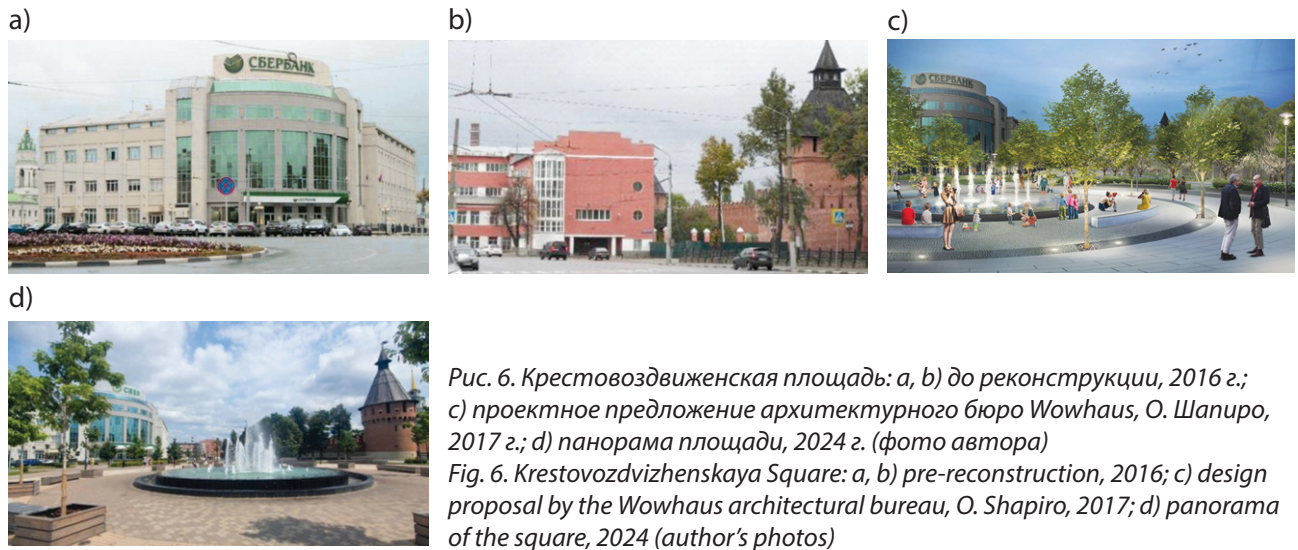 a)
b)
c)
СБЕРБАНК
СБЕРБАНК
d)
СБЕР
Рис. 6. Крестовоздвиженская площадь: a, b) до реконструкции, 2016 г.;
c) проектное предложение архитектурного бюро Wowhaus, О. Шапиро,
2017 г.; d) панорама площади, 2024 г. (фото автора)
Fig. 6. Krestovozdvizhenskaya Square: a, b) pre-reconstruction, 2016; c) design
proposal by the Wowhaus architectural bureau, O. Shapiro, 2017; d) panorama
of the square, 2024 (author’s photos)